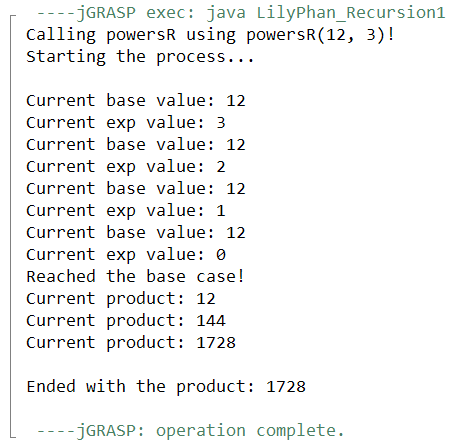 ----jGRASP exec: java LilyPhan_Recursion1
Calling powersR using powersR(12, 3)!
Starting the process...
Current base value: 12
Current exp value: 3
Current base value: 12
Current exp value: 2
Current base value: 12
Current exp value: 1
Current base value: 12
Current exp value: 0
Reached the base case!
Current product: 12
Current product: 144
Current product: 1728
Ended with the product: 1728
----jGRASP: operation complete.